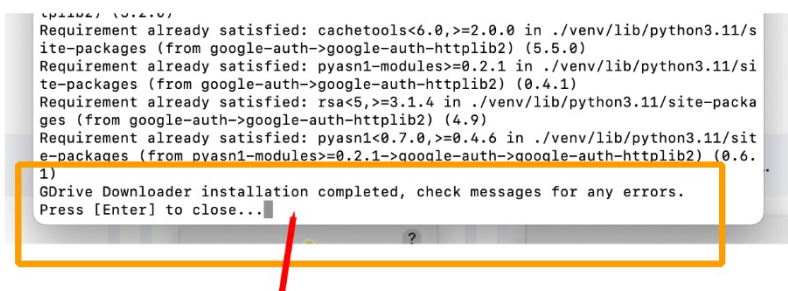 tplib2) (3.2.0)
Requirement already satisfied: cachetools<6.0,>=2.0.0 in ./venv/lib/python3.11/s
ite-packages (from google-auth->google-auth-httplib2) (5.5.0)
Requirement already satisfied: pyasn1-modules>=0.2.1 in ./venv/lib/python3.11/si
te-packages (from google-auth->google-auth-httplib2) (0.4.1)
Requirement already satisfied: rsa<5,>=3.1.4 in ./venv/lib/python3.11/site-packa
ges (from google-auth->google-auth-httplib2) (4.9)
Requirement already satisfied: pyasn1<0.7.0,>=0.4.6 in ./venv/lib/python3.11/sit
e-packages (from pyasn1-modules>=0.2.1->google-auth->google-auth-httplib2) (0.6.
1)
GDrive Downloader installation completed, check messages for any errors.
Press [Enter] to close...
?